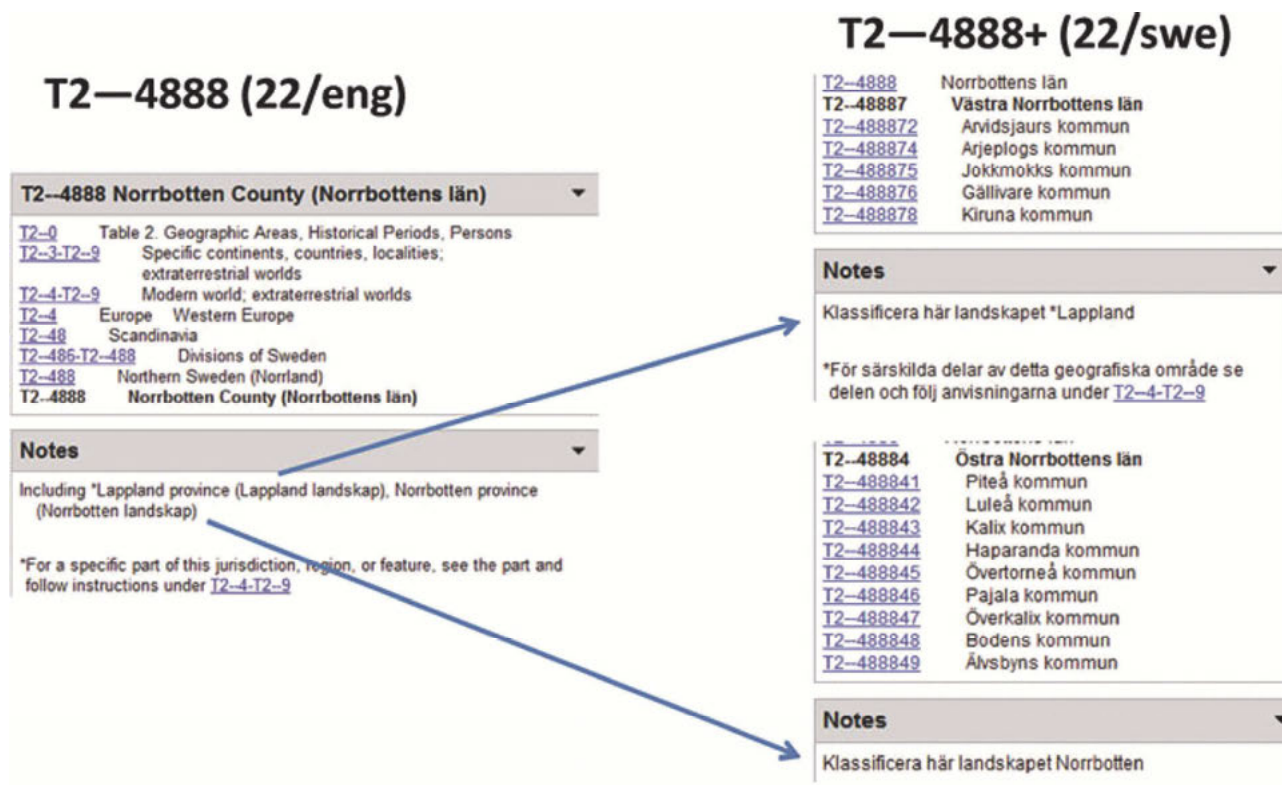 T2—4888 (22/eng)
T2--4888 Norrbotten County (Norrbottens län)
T2--0 Table 2. Geographic Areas, Historical Periods, Persons
T2--3-T2--9 Specific continents, countries, localities;
extraterrestrial worlds
T2--4-T2--9 Modern world; extraterrestrial worlds
T2--4 Europe Western Europe
T2--48 Scandinavia
T2--486-T2--488 Divisions of Sweden
T2--488 Northern Sweden (Norrland)
T2--4888 Norrbotten County (Norrbottens län)
Notes
Including *Lappland province (Lappland landskap), Norrbotten province
(Norrbotten landskap)
*For a specific part of this jurisdiction, region, or feature, see the part and
follow instructions under T2--4-T2--9
T2—4888+ (22/swe)
T2--4888 Norrbottens län
T2--48887 Västra Norrbottens län
T2--488872 Arvidsjaurs kommun
T2--488874 Arjeplogs kommun
T2--488875 Jokkmokks kommun
T2--488876 Gällivare kommun
T2--488878 Kiruna kommun
Notes
Klassificera här landskapet *Lappland
*För särskilda delar av detta geografiska område se
delen och följ anvisningarna under T2--4-T2--9
T2--48884 Östra Norrbottens län
T2--488841 Piteå kommun
T2--488842 Luleå kommun
T2--488843 Kalix kommun
T2--488844 Haparanda kommun
T2--488845 Övertorneå kommun
T2--488846 Pajala kommun
T2--488847 Överkalix kommun
T2--488848 Bodens kommun
T2--488849 Älvsbyns kommun
Notes
Klassificera här landskapet Norrbotten